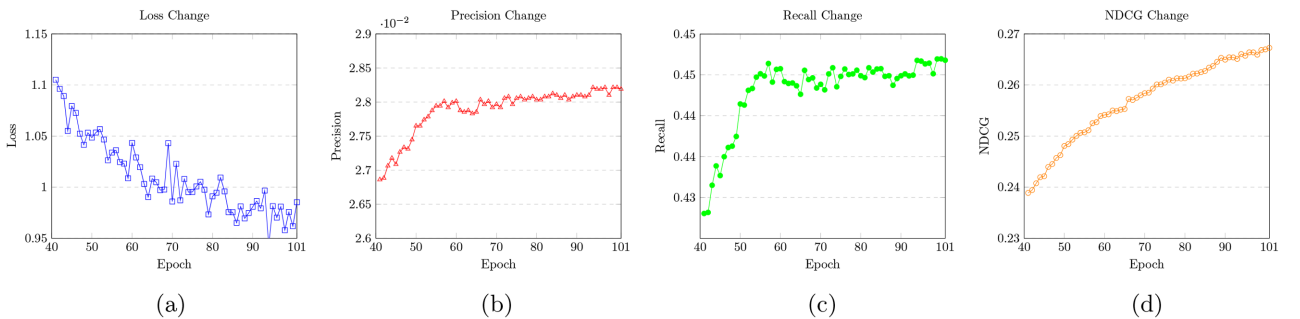 Loss Change
1.15
1.1
1.05
1
0.95
Loss
40 50 60 70 80 90 101
Epoch
(a)
Precision Change
·10−2
2.9
2.8
2.75
2.7
2.6
Precision
40 50 60 70 80 90 101
Epoch
(b)
Recall Change
0.45
0.45
0.44
0.44
0.43
Recall
40 50 60 70 80 90 101
Epoch
(c)
NDCG Change
0.27
0.26
0.25
0.24
0.23
NDCG
40 50 60 70 80 90 101
Epoch
(d)